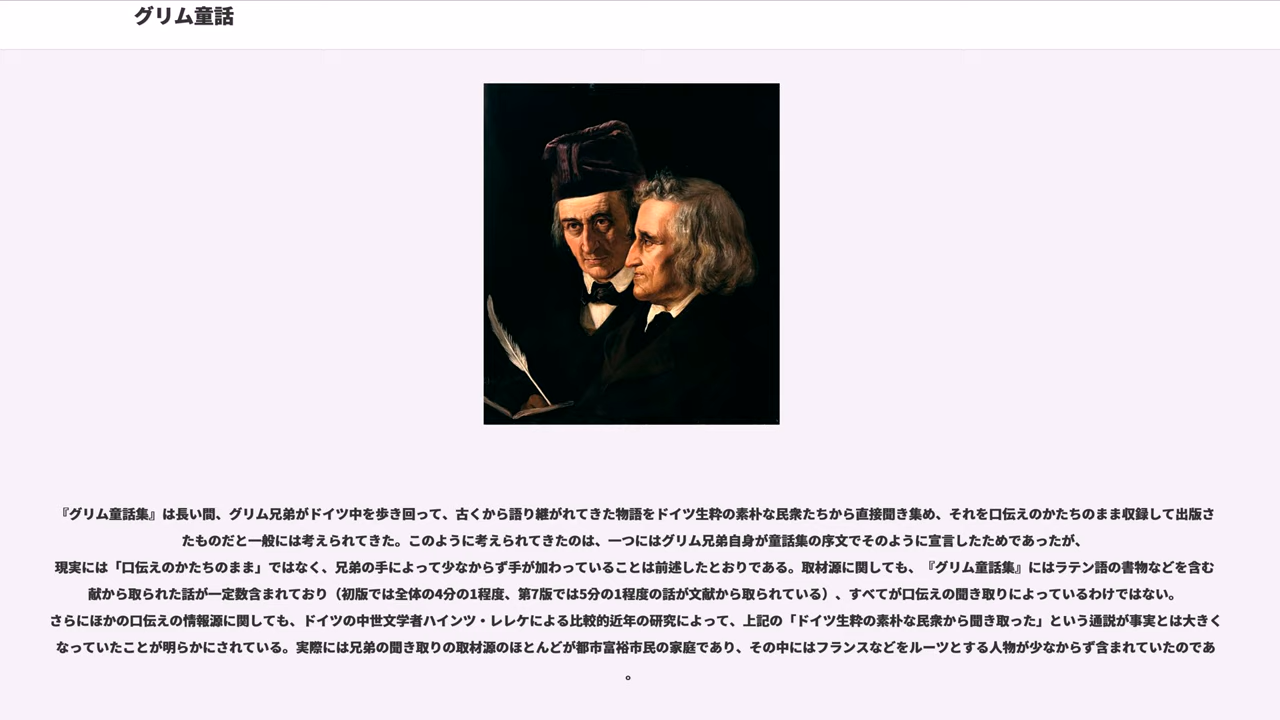 グリム童話
『グリム童話集』は長い間、グリム兄弟がドイツ中を歩き回って、古くから語り継がれてきた物語をドイツ生粋の素朴な民衆たちから直接聞き集め、それを口伝えのかたちのまま収録して出版さ
たものだと一般には考えられてきた。このように考えられてきたのは、一つにはグリム兄弟自身が童話集の序文でそのように宣言したためであったが、
現実には「口伝えのかたちのまま」ではなく、兄弟の手によって少なからず手が加わっていることは前述したとおりである。取材源に関しても、『グリム童話集』にはラテン語の書物などを含む
献から取られた話が一定数含まれており（初版では全体の4分の1程度、第7版では5分の1程度の話が文献から取られている）、すべてが口伝えの聞き取りによっているわけではない。
さらにほかの口伝えの情報源に関しても、ドイツの中世文学者ハインツ・レレケによる比較的近年の研究によって、上記の「ドイツ生粋の素朴な民衆から聞き取った」という通説が事実とは大きく
なっていたことが明らかにされている。実際には兄弟の聞き取りの取材源のほとんどが都市富裕市民の家庭であり、その中にはフランスなどをルーツとする人物が少なからず含まれていたのであ
。